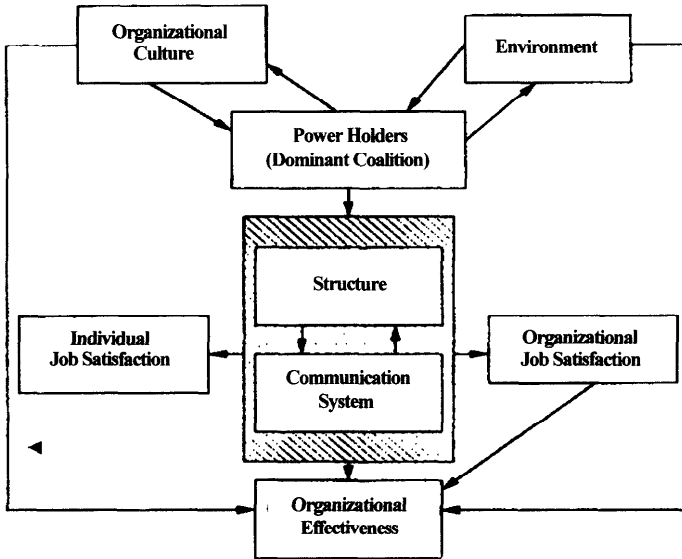 Organizational
Culture
Environment
Power Holders
(Dominant Coalition)
Structure
Individual
Job Satisfaction
Organizational
Job Satisfaction
Communication
System
Organizational
Effectiveness